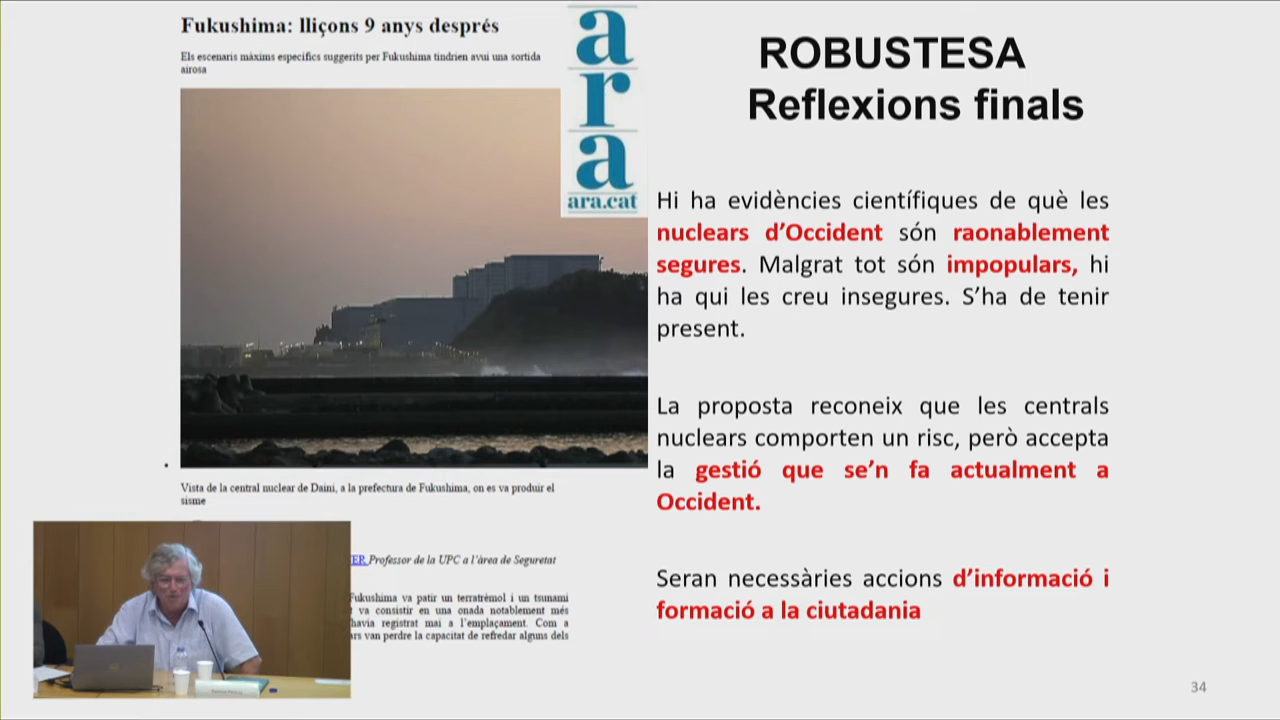 Fukushima: lliçons 9 anys després
Els escenaris màxims específics suggerits per Fukushima tindrien avui una sortida
airosa
ara
ara.cat
Vista de la central nuclear de Daini, a la prefectura de Fukushima, on es va produir el
sisme
Professor de la UPC a l'àrea de Seguretat
Fukushima va patir un terratrèmol i un tsunami
va consistir en una onada notablement més
havia registrat mai a l'emplaçament. Com a
van perdre la capacitat de refredar alguns dels
ROBUSTESA
Reflexions finals
Hi ha evidències científiques de què les
nuclears d'Occident són raonablement
segures. Malgrat tot són impopulars, hi
ha qui les creu insegures. S'ha de tenir
present.
La proposta reconeix que les centrals
nuclears comporten un risc, però accepta
la gestió que se'n fa actualment a
Occident.
Seran necessàries accions d'informació i
formació a la ciutadania
34